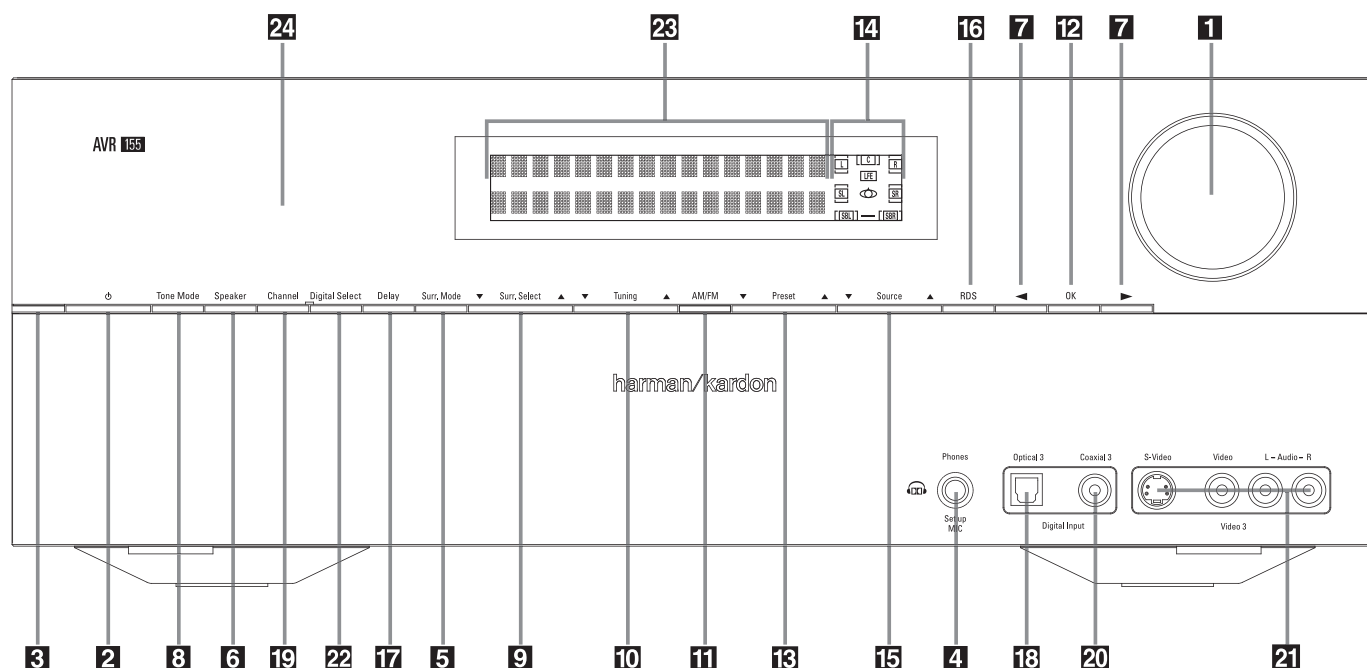 24 23 14 16 7 12 7 1
AVR 155
L C R
LFE
SL SR
SBL SBR
Tone Mode Speaker Channel Digital Select Delay Surr. Mode ▼ Surr. Select ▲ ▼ Tuning ▲ AM/FM ▼ Preset ▲ ▼ Source ▲ RDS ◀ OK ▶
harman/kardon
Phones Optical 3 Coaxial 3 S-Video Video L – Audio – R
Set up
MIC
Digital Input Video 3
3 2 8 6 19 22 17 5 9 10 11 13 15 4 18 20 21